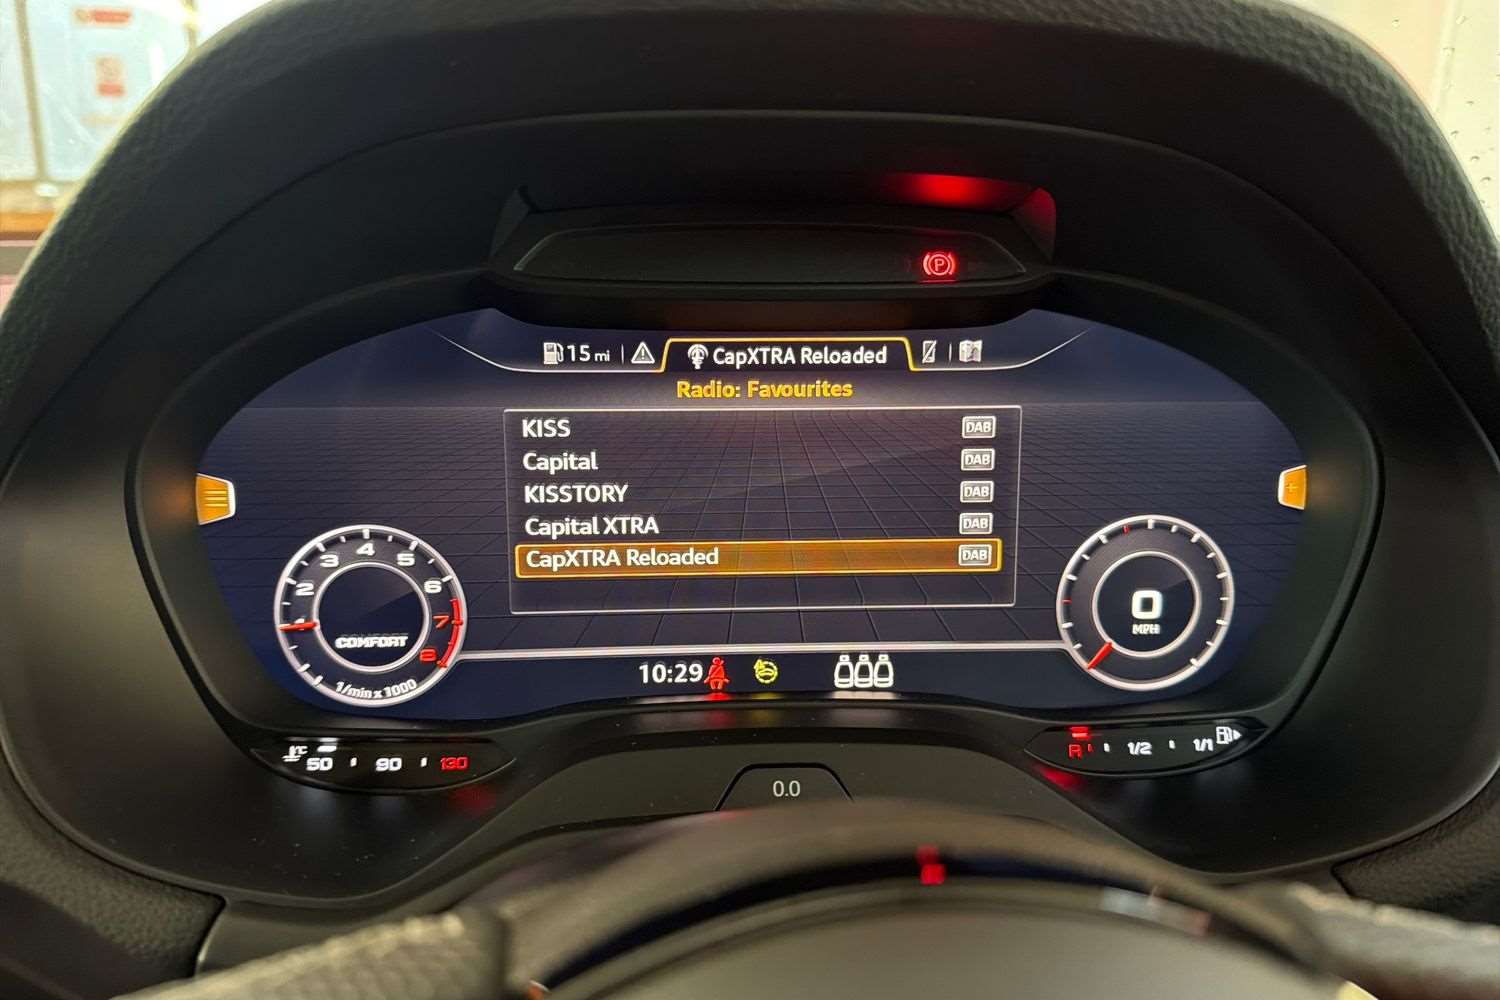 P
15 mi
CapXTRA Reloaded
Radio: Favourites
KISS DAB
Capital DAB
KISSTORY DAB
Capital XTRA DAB
CapXTRA Reloaded DAB
1 2 3 4 5 6 7 8
COMFORT
1/min x 1000
0
MPH
10:29
°C 50 90 130
R 1/2 1/1
0.0